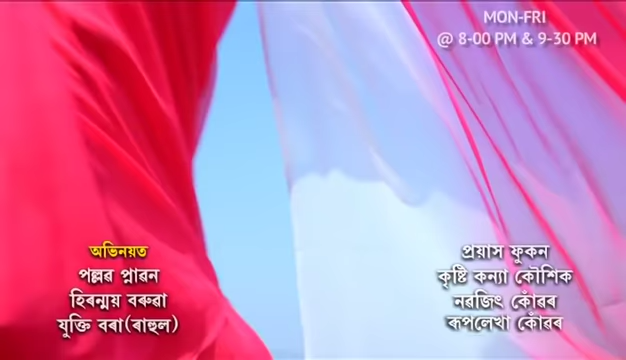 MON-FRI
@ 8-00 PM & 9-30 PM
অভিনয়ত
পল্লৱ প্লাৱন
হিৰন্ময় বৰুৱা
যুক্তি বৰা(ৰাহুল)
প্ৰয়াস ফুকন
কৃষ্টি কন্যা কৌশিক
নৱজিৎ কোঁৱৰ
ৰূপলেখা কোঁৱৰ